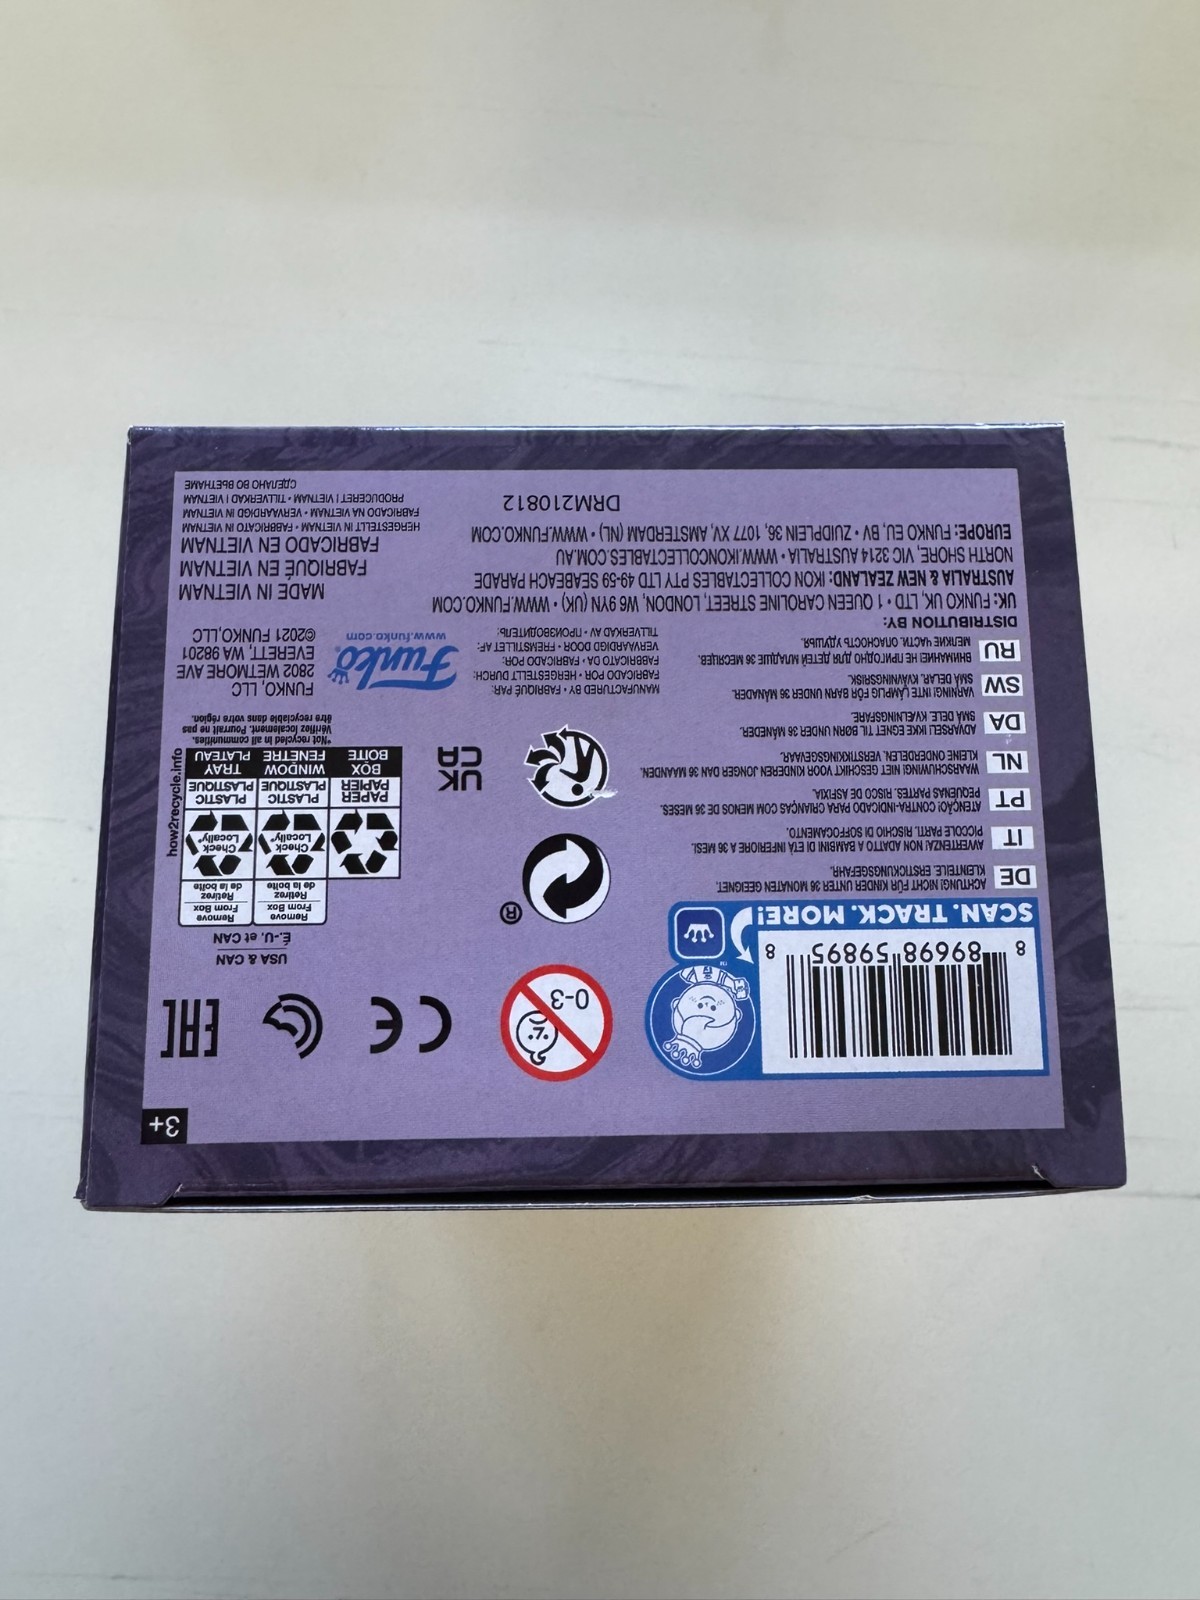 3+
8 89698 59895 8
SCAN. TRACK. MORE!
TM
0-3
CE
EAC
DE ACHTUNG! NICHT FÜR KINDER UNTER 36 MONATEN GEEIGNET.
KLEINTEILE. ERSTICKUNGSGEFAHR.
IT AVVERTENZA! NON ADATTO A BAMBINI DI ETÀ INFERIORE A 36 MESI.
PICCOLE PARTI. RISCHIO DI SOFFOCAMENTO.
PT ATENÇÃO! CONTRA-INDICADO PARA CRIANÇAS COM MENOS DE 36 MESES.
PEQUENAS PARTES. RISCO DE ASFIXIA.
NL WAARSCHUWING! NIET GESCHIKT VOOR KINDEREN JONGER DAN 36 MAANDEN.
KLEINE ONDERDELEN. VERSTIKKINGSGEVAAR.
DA ADVARSEL! IKKE EGNET TIL BØRN UNDER 36 MÅNEDER.
SMÅ DELE. KVÆLNINGSFARE.
SW VARNING! INTE LÄMPLIG FÖR BARN UNDER 36 MÅNADER.
SMÅ DELAR. KVÄVNINGSRISK.
RU ВНИМАНИЕ! НЕ ПРИГОДНО ДЛЯ ДЕТЕЙ МЛАДШЕ 36 МЕСЯЦЕВ.
МЕЛКИЕ ЧАСТИ. ОПАСНОСТЬ УДУШЬЯ.
®
UK
CA
USA & CAN
É.-U. et CAN
Remove
From Box
Retirez
de la boîte
Remove
From Box
Retirez
de la boîte
Check
Locally*
Check
Locally*
PAPER
PAPIER
BOX
BOÎTE
PLASTIC
PLASTIQUE
WINDOW
FENÊTRE
PLASTIC
PLASTIQUE
TRAY
PLATEAU
how2recycle.info
*Not recycled in all communities.
Vérifiez localement. Pourrait ne pas
être recyclable dans votre région.
MANUFACTURED BY • FABRIQUÉ PAR:
FABRICADO POR • HERGESTELLT DURCH:
FABRICATO DA • FABRICADO POR:
VERVAARDIGD DOOR • FREMSTILLET AF:
TILLVERKAD AV • ПРОИЗВОДИТЕЛЬ:
Funko®
www.funko.com
FUNKO, LLC
2802 WETMORE AVE
EVERETT, WA 98201
©2021 FUNKO,LLC
DISTRIBUTION BY:
UK: FUNKO UK, LTD • 1 QUEEN CAROLINE STREET, LONDON, W6 9YN (UK) • WWW.FUNKO.COM
AUSTRALIA & NEW ZEALAND: IKON COLLECTABLES PTY LTD 49-59 SEABEACH PARADE
NORTH SHORE, VIC 3214 AUSTRALIA • WWW.IKONCOLLECTABLES.COM.AU
EUROPE: FUNKO EU, BV • ZUIDPLEIN 36, 1077 XV, AMSTERDAM (NL) • WWW.FUNKO.COM
DRM210812
MADE IN VIETNAM
FABRIQUÉ EN VIETNAM
FABRICADO EN VIETNAM
HERGESTELLT IN VIETNAM • FABBRICATO IN VIETNAM
FABRICADO NA VIETNAM • VERVAARDIGD IN VIETNAM
PRODUCERET I VIETNAM • TILLVERKAD I VIETNAM
СДЕЛАНО ВО ВЬЕТНАМЕ